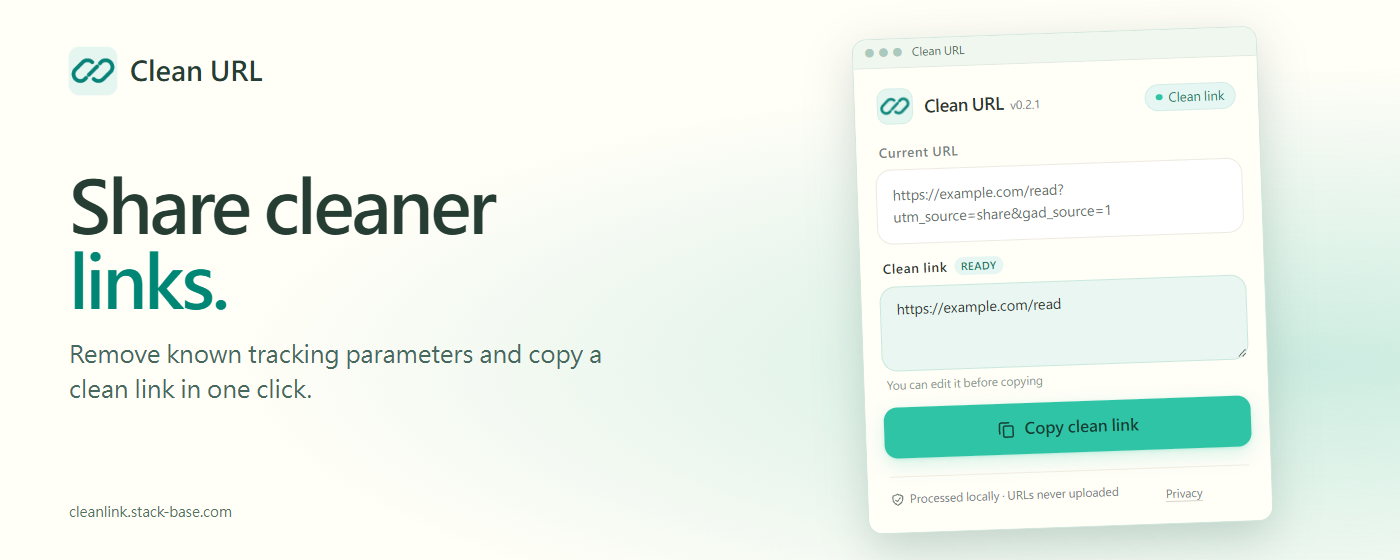 Clean URL
Share cleaner
links.
Remove known tracking parameters and copy a
clean link in one click.
cleanlink.stack-base.com
Clean URL
Clean URL v0.2.1
Clean link
Current URL
https://example.com/read?
utm_source=share&gad_source=1
Clean link READY
https://example.com/read
You can edit it before copying
Copy clean link
Processed locally · URLs never uploaded
Privacy